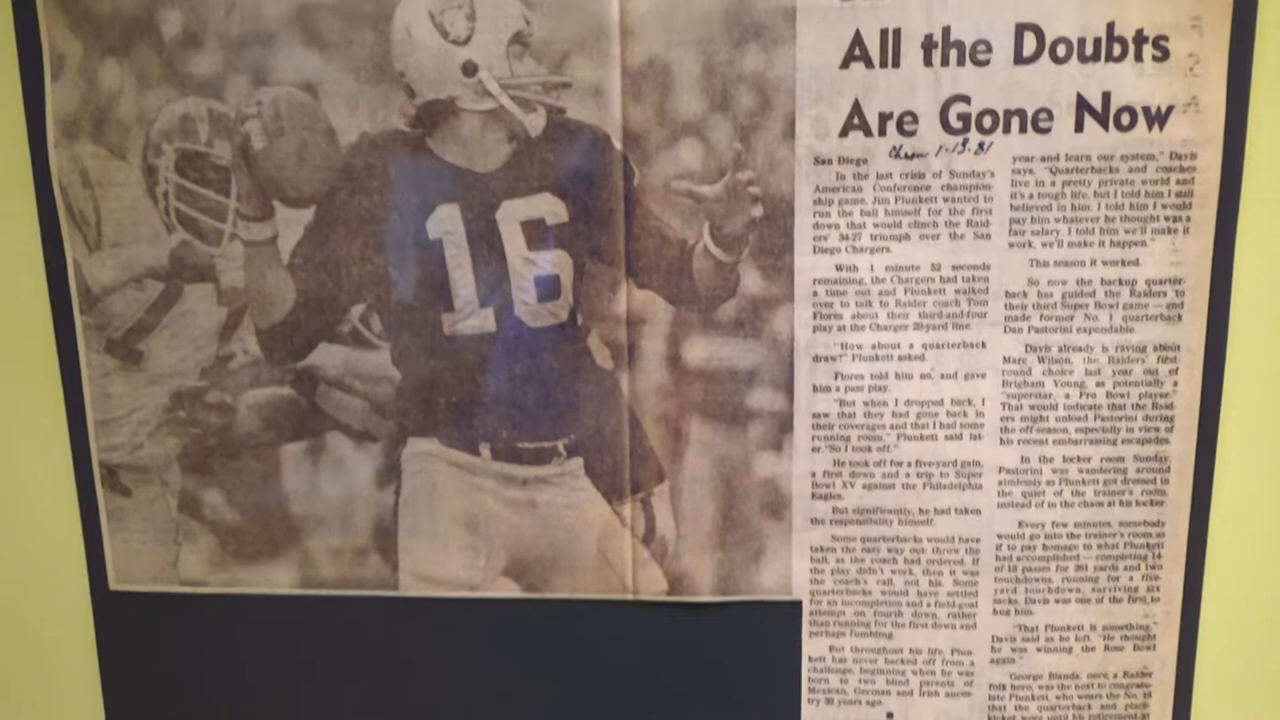 All the Doubts
Are Gone Now
Chron 1-13-81
San Diego
In the last crisis of Sunday's
American Conference champion-
ship game, Jim Plunkett wanted to
run the ball himself for the first
down that would clinch the Raid-
ers' 34-27 triumph over the San
Diego Chargers.
With 1 minute 52 seconds
remaining, the Chargers had taken
a time out and Plunkett walked
over to talk to Raider coach Tom
Flores about their third-and-four
play at the Charger 29-yard line.
"How about a quarterback
draw?" Plunkett asked.
Flores told him no, and gave
him a pass play.
"But when I dropped back, I
saw that they had gone back in
their coverages and that I had some
running room," Plunkett said lat-
er. "So I took off."
He took off for a five-yard gain,
a first down and a trip to Super
Bowl XV against the Philadelphia
Eagles.
But significantly, he had taken
the responsibility himself.
Some quarterbacks would have
taken the easy way out: throw the
ball, as the coach had ordered. If
the play didn't work, then it was
the coach's call, not his. Some
quarterbacks would have settled
for an incompletion and a field-goal
attempt on fourth down, rather
than running for the first down and
perhaps fumbling.
But throughout his life, Plun-
kett has never backed off from a
challenge, beginning when he was
born to two blind parents of
Mexican, German and Irish ances-
try 33 years ago.
year and learn our system," Davis
says. "Quarterbacks and coaches
live in a pretty private world and
it's a tough life, but I told him I still
believed in him. I told him I would
pay him whatever he thought was a
fair salary. I told him we'll make it
work, we'll make it happen."
This season it worked.
So now the backup quarter-
back has guided the Raiders to
their third Super Bowl game — and
made former No. 1 quarterback
Dan Pastorini expendable.
Davis already is raving about
Marc Wilson, the Raiders' first-
round choice last year out of
Brigham Young, as potentially a
"superstar, a Pro Bowl player."
That would indicate that the Raid-
ers might unload Pastorini during
the off-season, especially in view of
his recent embarrassing escapades.
In the locker room Sunday,
Pastorini was wandering around
aimlessly as Plunkett got dressed in
the quiet of the trainer's room,
instead of in the chaos at his locker.
Every few minutes, somebody
would go into the trainer's room as
if to pay homage to what Plunkett
had accomplished — completing 14
of 18 passes for 261 yards and two
touchdowns, running for a five-
yard touchdown, surviving six
sacks. Davis was one of the first to
hug him.
"That Plunkett is something,"
Davis said as he left. "He thought
he was winning the Rose Bowl
again."
George Blanda, once a Raider
folk hero, was the next to congratu-
late Plunkett, who wears the No. 16
that the quarterback and place-
kicker wore until his retirement at
16